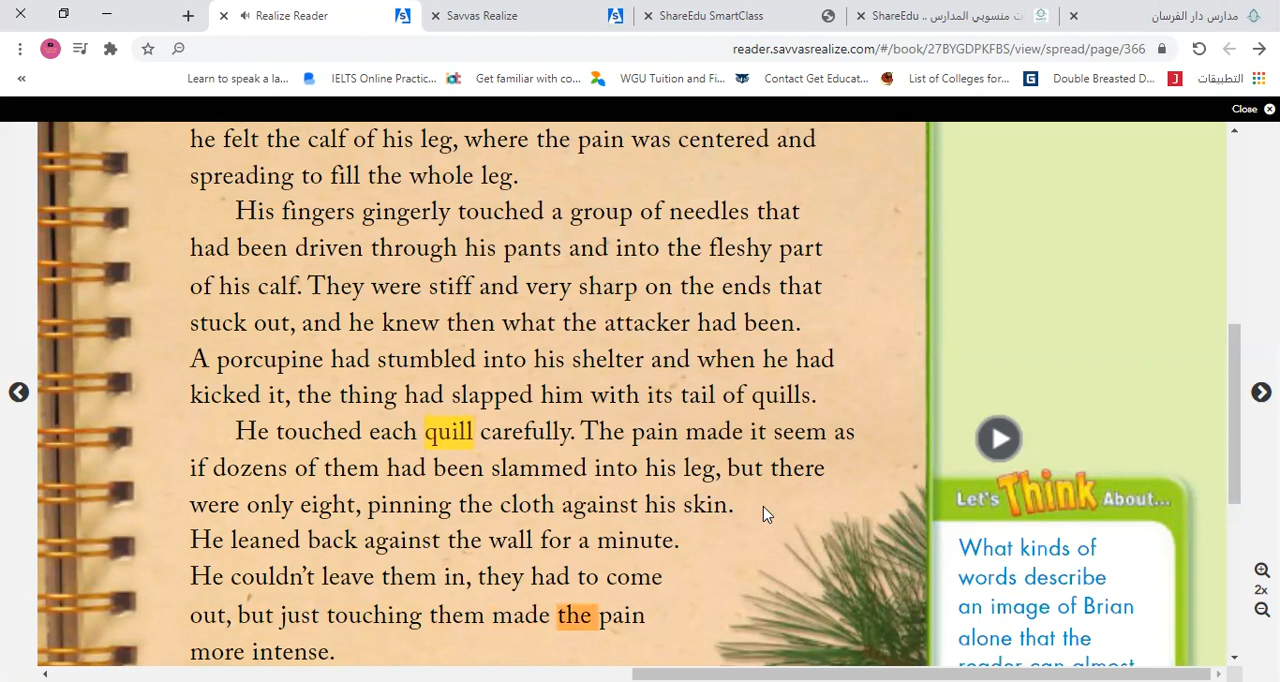 Realize Reader
Savvas Realize
ShareEdu SmartClass
ShareEdu .. ت منسوبي المدارس
مدارس دار الفرسان
reader.savvasrealize.com/#/book/27BYGDPKFBS/view/spread/page/366
«
Learn to speak a la...
IELTS Online Practic...
Get familiar with co...
WGU Tuition and Fi...
Contact Get Educat...
List of Colleges for...
Double Breasted D...
التطبيقات
Close
he felt the calf of his leg, where the pain was centered and
spreading to fill the whole leg.
His fingers gingerly touched a group of needles that
had been driven through his pants and into the fleshy part
of his calf. They were stiff and very sharp on the ends that
stuck out, and he knew then what the attacker had been.
A porcupine had stumbled into his shelter and when he had
kicked it, the thing had slapped him with its tail of quills.
He touched each quill carefully. The pain made it seem as
if dozens of them had been slammed into his leg, but there
were only eight, pinning the cloth against his skin.
He leaned back against the wall for a minute.
He couldn't leave them in, they had to come
out, but just touching them made the pain
more intense.
Let's Think About...
What kinds of
words describe
an image of Brian
alone that the
reader can almost
2x